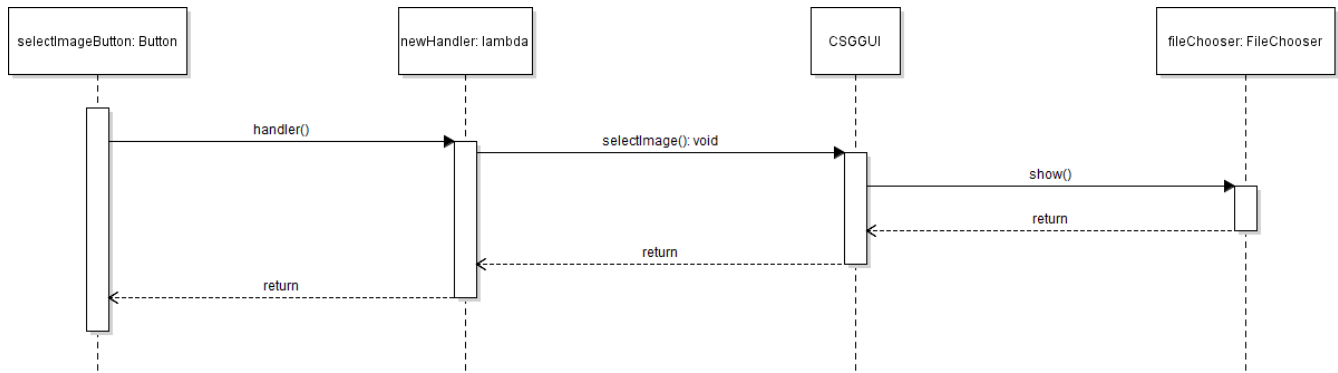 selectImageButton: Button
newHandler: lambda
CSGGUI
fileChooser: FileChooser
handler()
selectImage(): void
show()
return
return
return